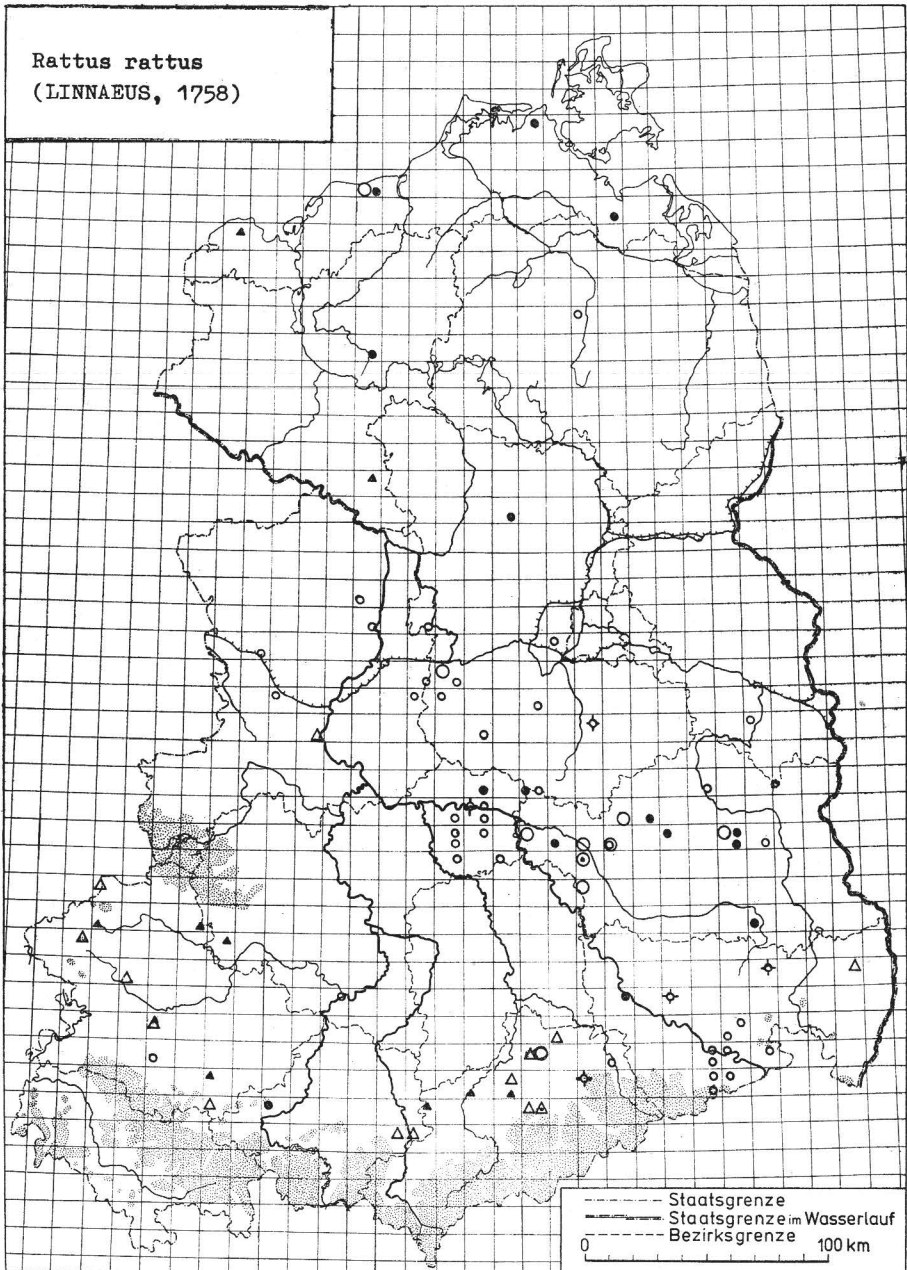 Rattus rattus
(LINNAEUS, 1758)
Staatsgrenze
Staatsgrenze im Wasserlauf
Bezirksgrenze
0 100 km